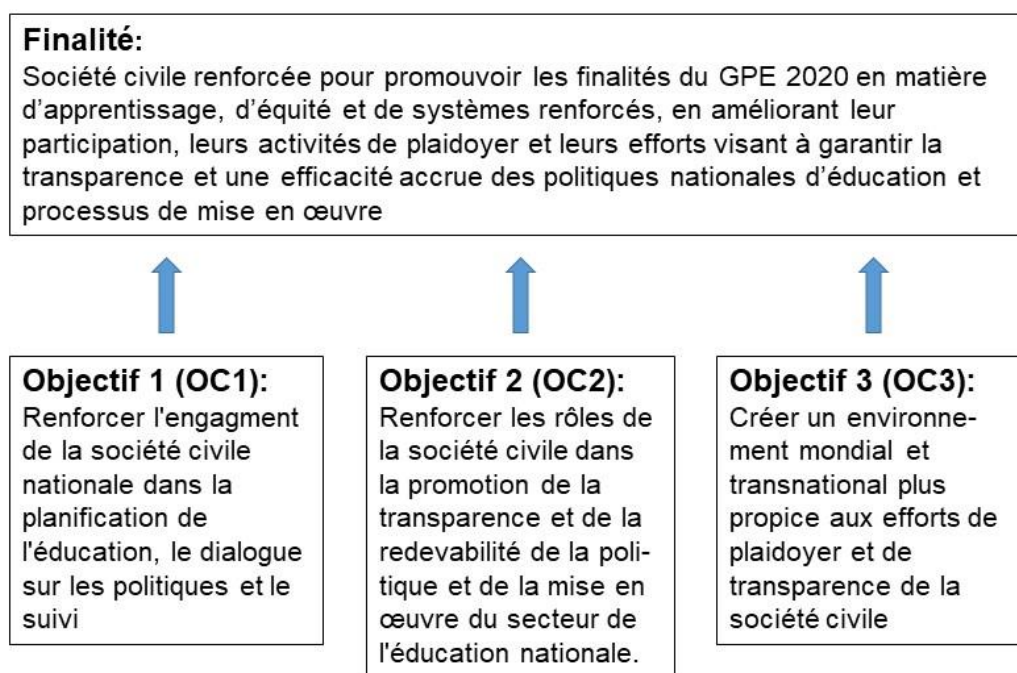 Finalité:
Société civile renforcée pour promouvoir les finalités du GPE 2020 en matière
d’apprentissage, d’équité et de systèmes renforcés, en améliorant leur
participation, leurs activités de plaidoyer et leurs efforts visant à garantir la
transparence et une efficacité accrue des politiques nationales d’éducation et
processus de mise en œuvre
Objectif 1 (OC1):
Renforcer l'engagment
de la société civile
nationale dans la
planification de
l'éducation, le dialogue
sur les politiques et le
suivi
Objectif 2 (OC2):
Renforcer les rôles de
la société civile dans
la promotion de la
transparence et de la
redevabilité de la poli-
tique et de la mise en
œuvre du secteur de
l'éducation nationale.
Objectif 3 (OC3):
Créer un environne-
ment mondial et
transnational plus
propice aux efforts de
plaidoyer et de
transparence de la
société civile